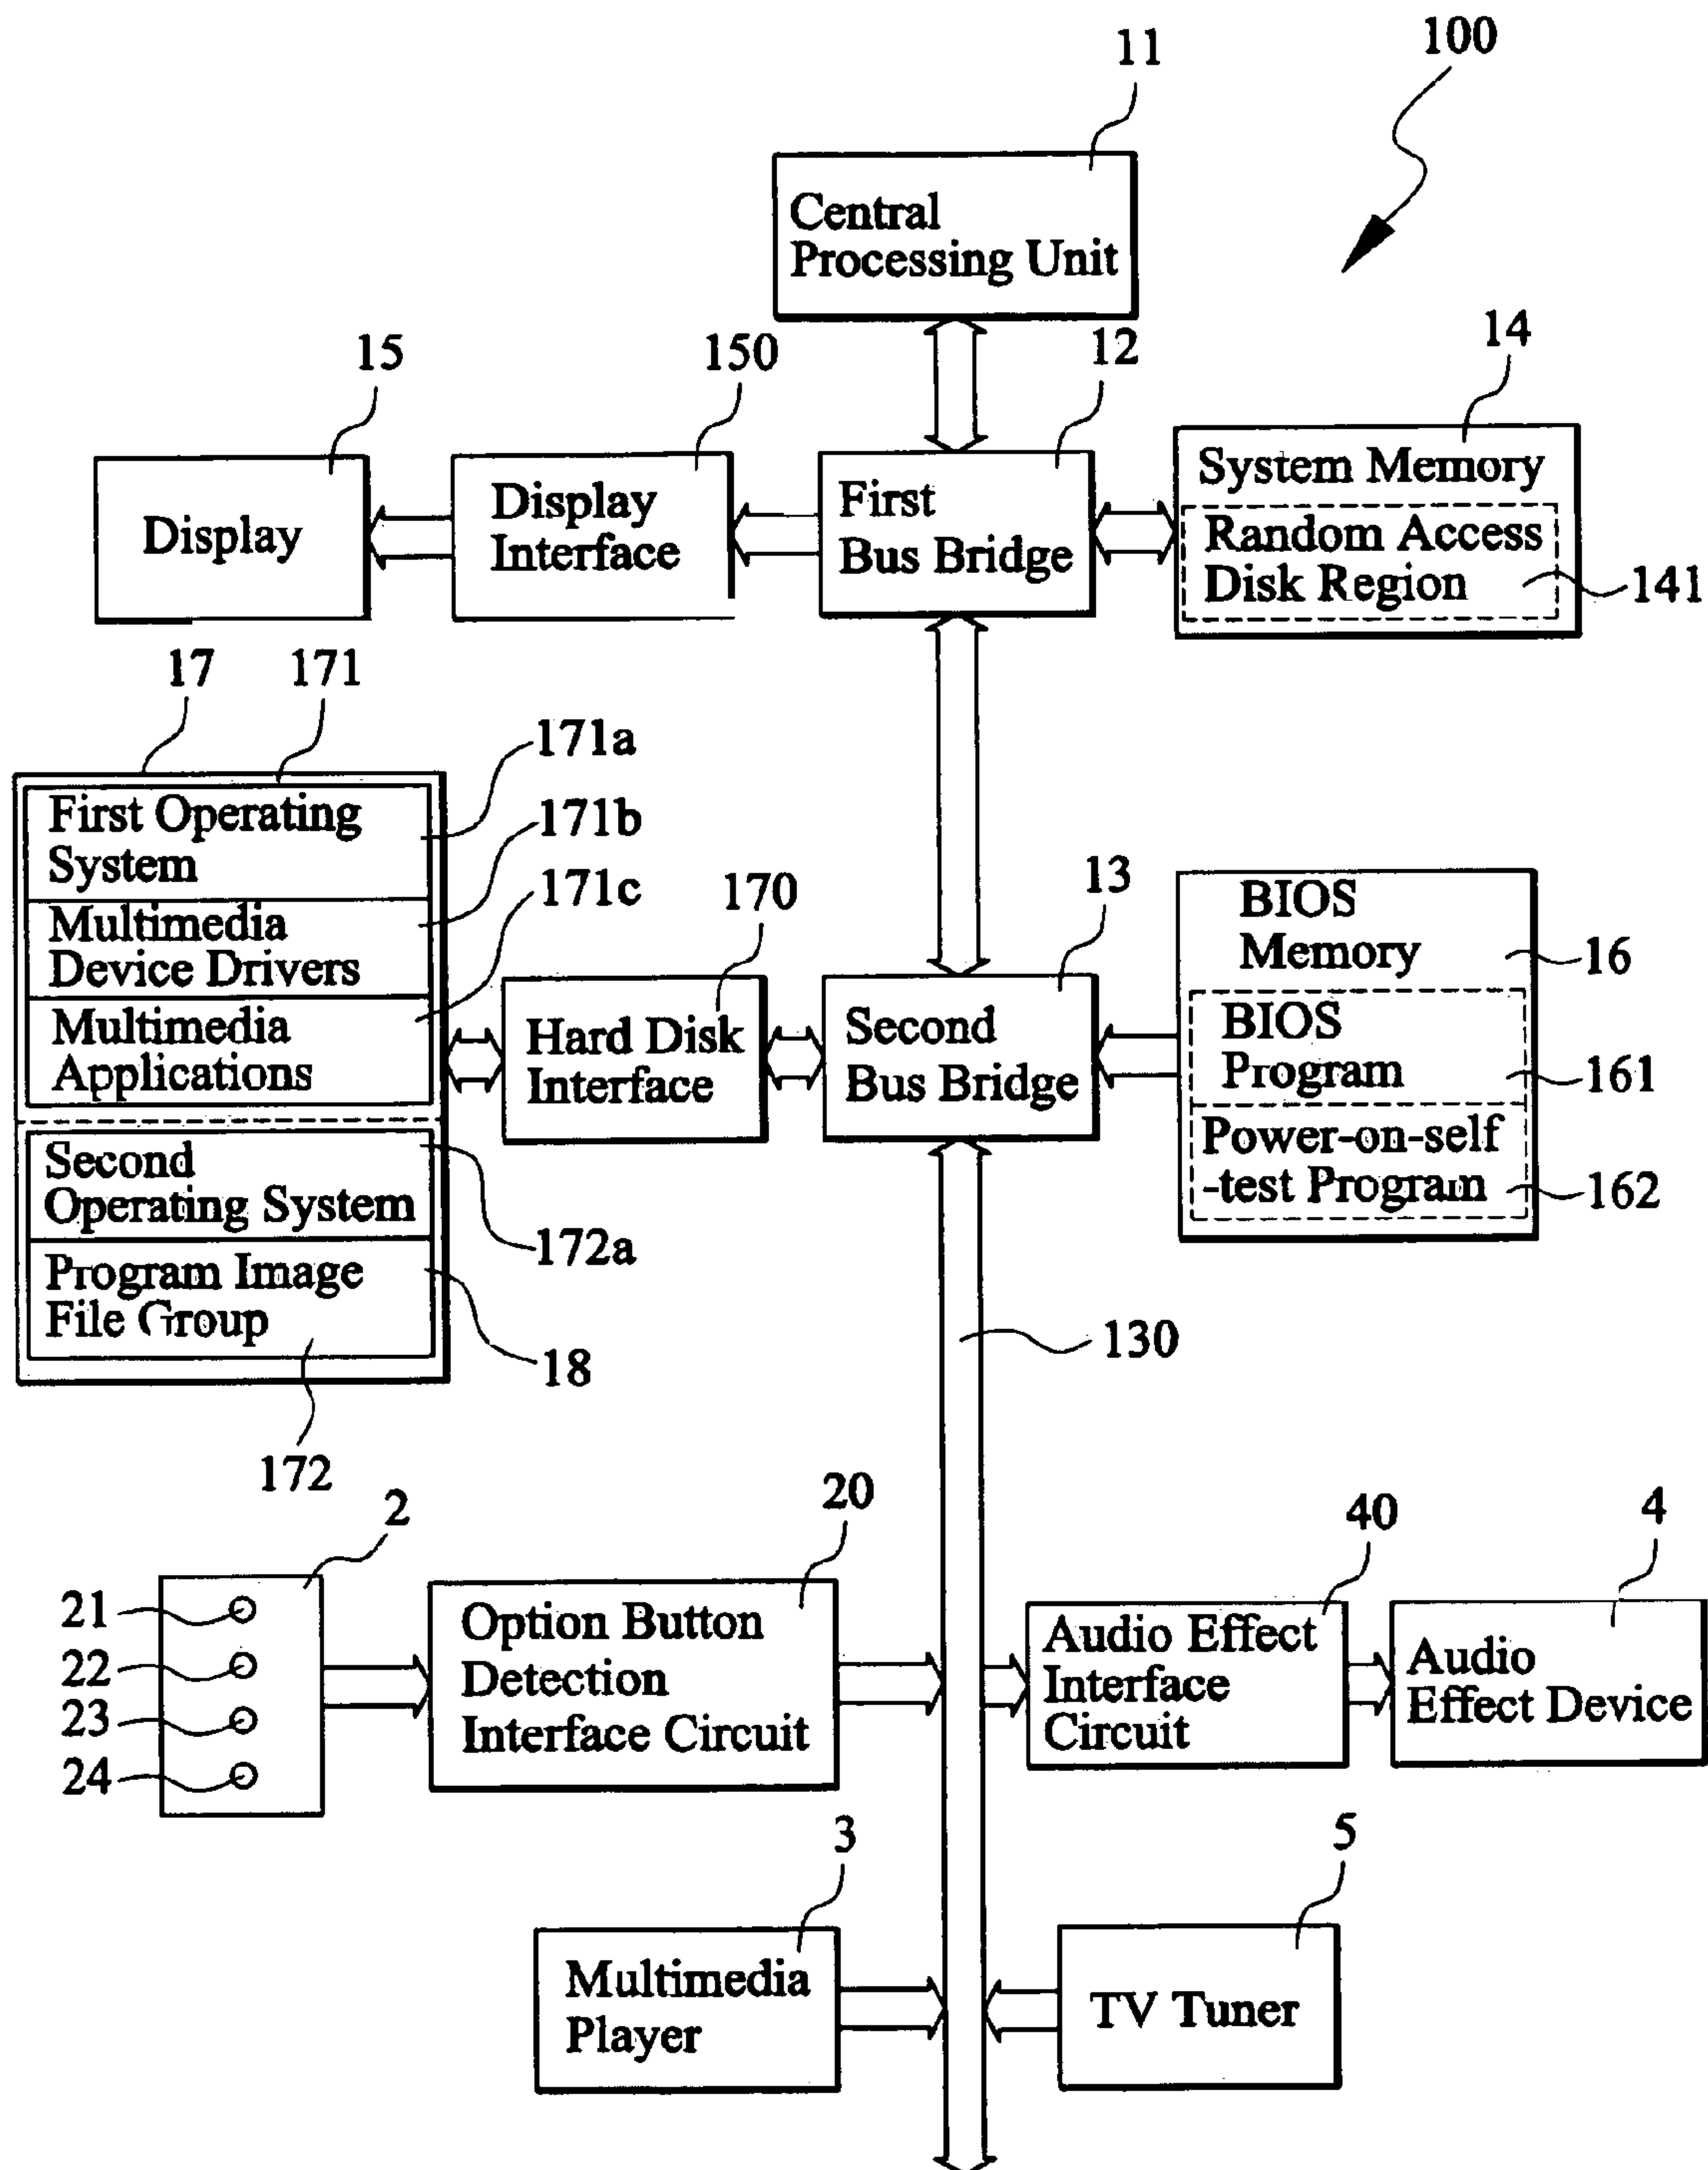 100
11
Central
Processing Unit
15
150
12
14
Display
Display
Interface
First
Bus Bridge
System Memory
Random Access
Disk Region
141
17
171
171a
First Operating
System
171b
Multimedia
Device Drivers
171c
Multimedia
Applications
170
Hard Disk
Interface
13
Second
Bus Bridge
BIOS
Memory
16
BIOS
Program
161
Power-on-self
-test Program
162
Second
Operating System
172a
Program Image
File Group
18
172
130
2
21
22
23
24
20
Option Button
Detection
Interface Circuit
40
Audio Effect
Interface
Circuit
4
Audio
Effect Device
3
Multimedia
Player
5
TV Tuner